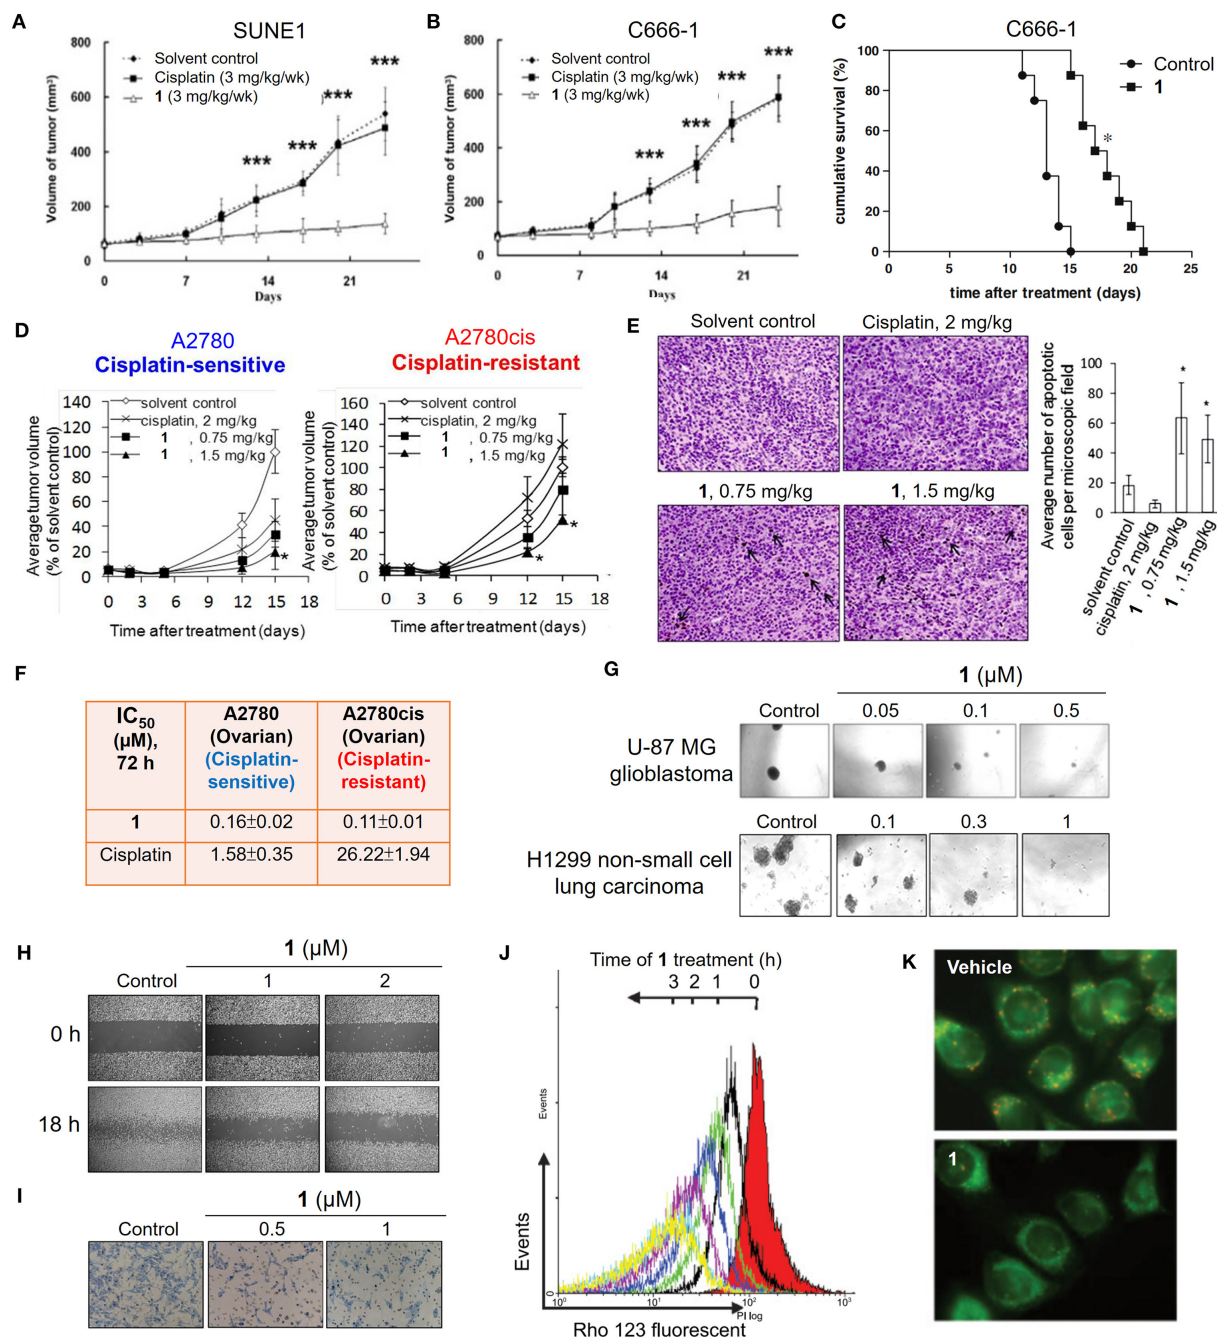 A
SUNE1
Volume of tumor (mm³)
800
600
400
200
0
Solvent control
Cisplatin (3 mg/kg/wk)
1 (3 mg/kg/wk)
***
***
***
***
0
7
14
21
Days
B
C666-1
Volume of tumor (mm³)
800
600
400
200
0
Solvent control
Cisplatin (3 mg/kg/wk)
1 (3 mg/kg/wk)
***
***
***
***
0
7
14
21
Days
C
C666-1
cumulative survival (%)
100
80
60
40
20
0
Control
1
*
0
5
10
15
20
25
time after treatment (days)
D
A2780
Cisplatin-sensitive
Average tumor volume
(% of solvent control)
140
120
100
80
60
40
20
0
solvent control
cisplatin, 2 mg/kg
1 , 0.75 mg/kg
1 , 1.5 mg/kg
*
0
3
6
9
12
15
18
Time after treatment (days)
A2780cis
Cisplatin-resistant
Average tumor volume
(% of solvent control)
160
140
120
100
80
60
40
20
0
solvent control
cisplatin, 2 mg/kg
1 , 0.75 mg/kg
1 , 1.5 mg/kg
*
*
0
3
6
9
12
15
18
Time after treatment (days)
E
Solvent control
Cisplatin, 2 mg/kg
1, 0.75 mg/kg
1, 1.5 mg/kg
Average number of apoptotic
cells per microscopic field
100
80
60
40
20
0
*
*
solvent control
cisplatin, 2 mg/kg
1 , 0.75 mg/kg
1 , 1.5 mg/kg
F
IC50
(µM),
72 h
A2780
(Ovarian)
(Cisplatin-
sensitive)
A2780cis
(Ovarian)
(Cisplatin-
resistant)
1
0.16±0.02
0.11±0.01
Cisplatin
1.58±0.35
26.22±1.94
G
1 (µM)
Control
0.05
0.1
0.5
U-87 MG
glioblastoma
Control
0.1
0.3
1
H1299 non-small cell
lung carcinoma
H
1 (µM)
Control
1
2
0 h
18 h
I
1 (µM)
Control
0.5
1
J
Time of 1 treatment (h)
3 2 1 0
Events
Events
0
10⁰
10¹
10²
10³
PI log
Rho 123 fluorescent
K
Vehicle
1